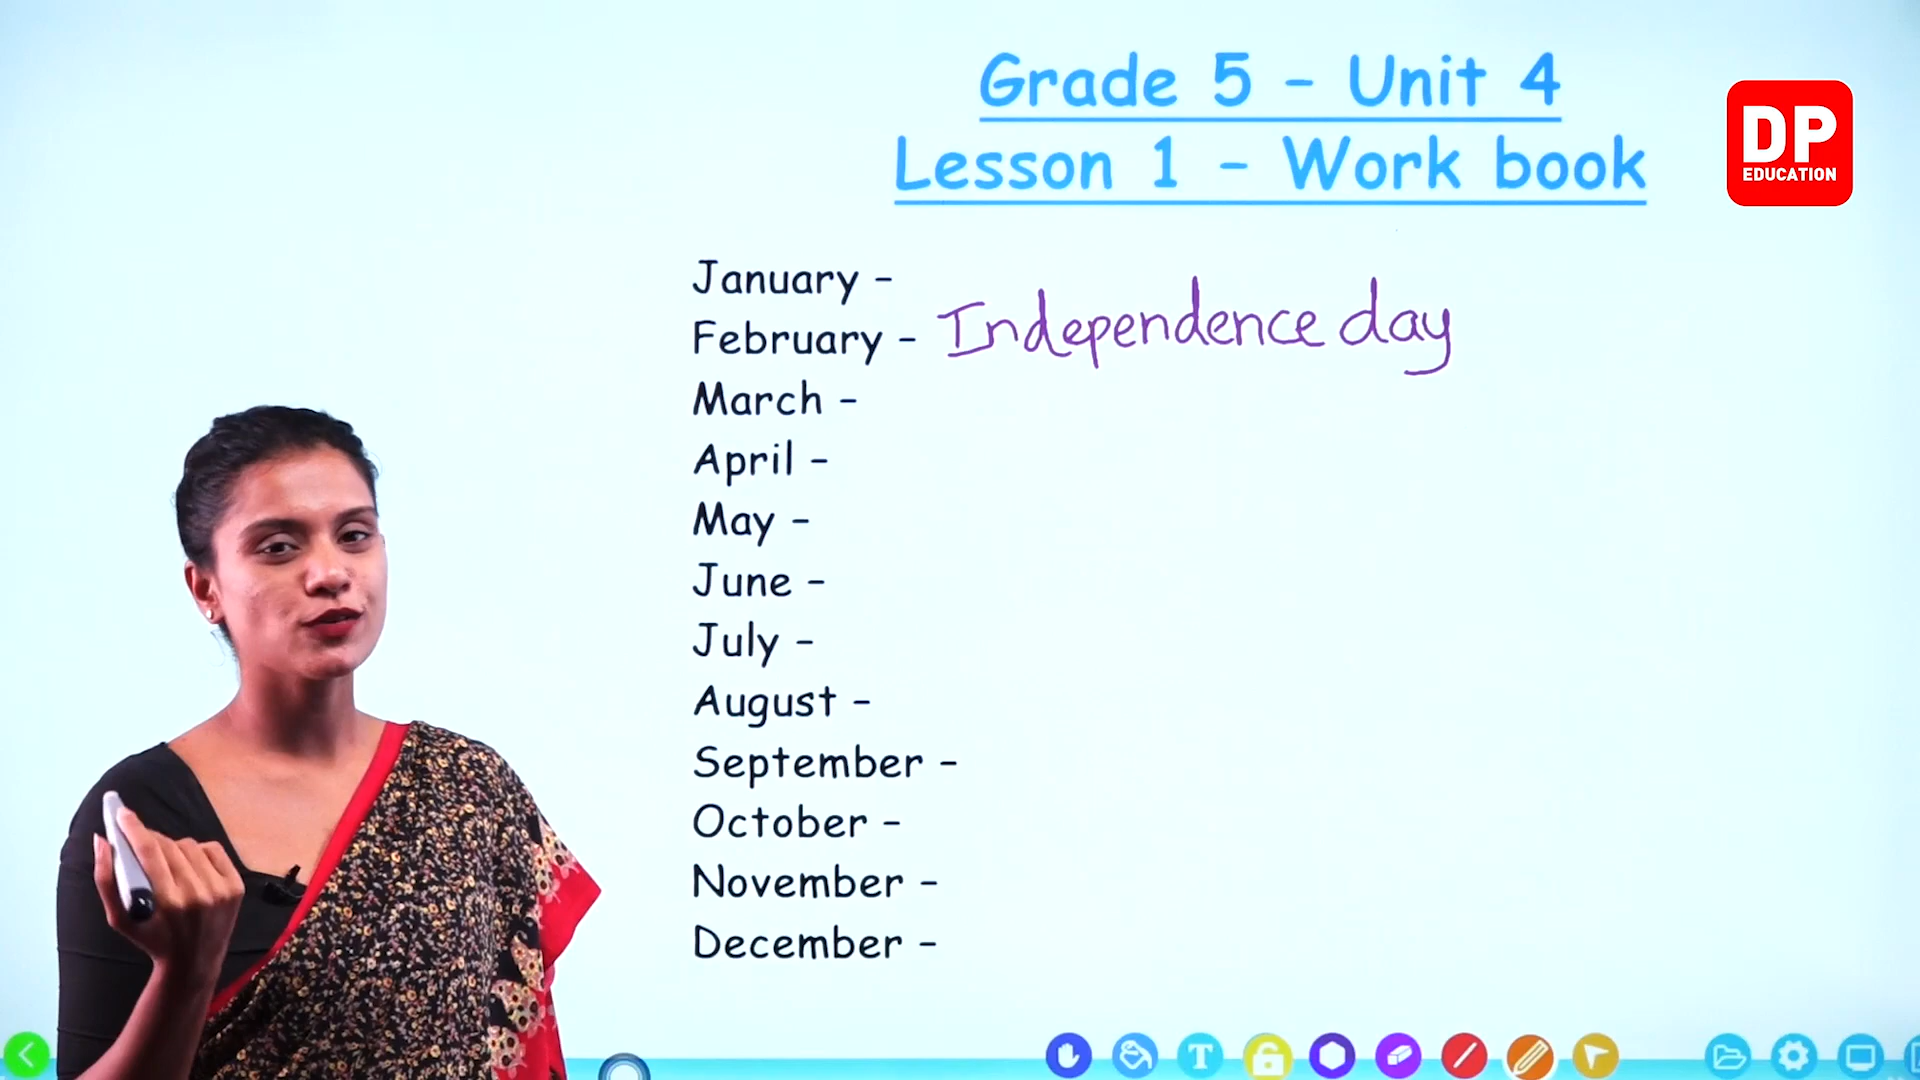 Grade 5 - Unit 4
Lesson 1 - Work book
DP
EDUCATION
January -
February - Independence day
March -
April -
May -
June -
July -
August -
September -
October -
November -
December -
T